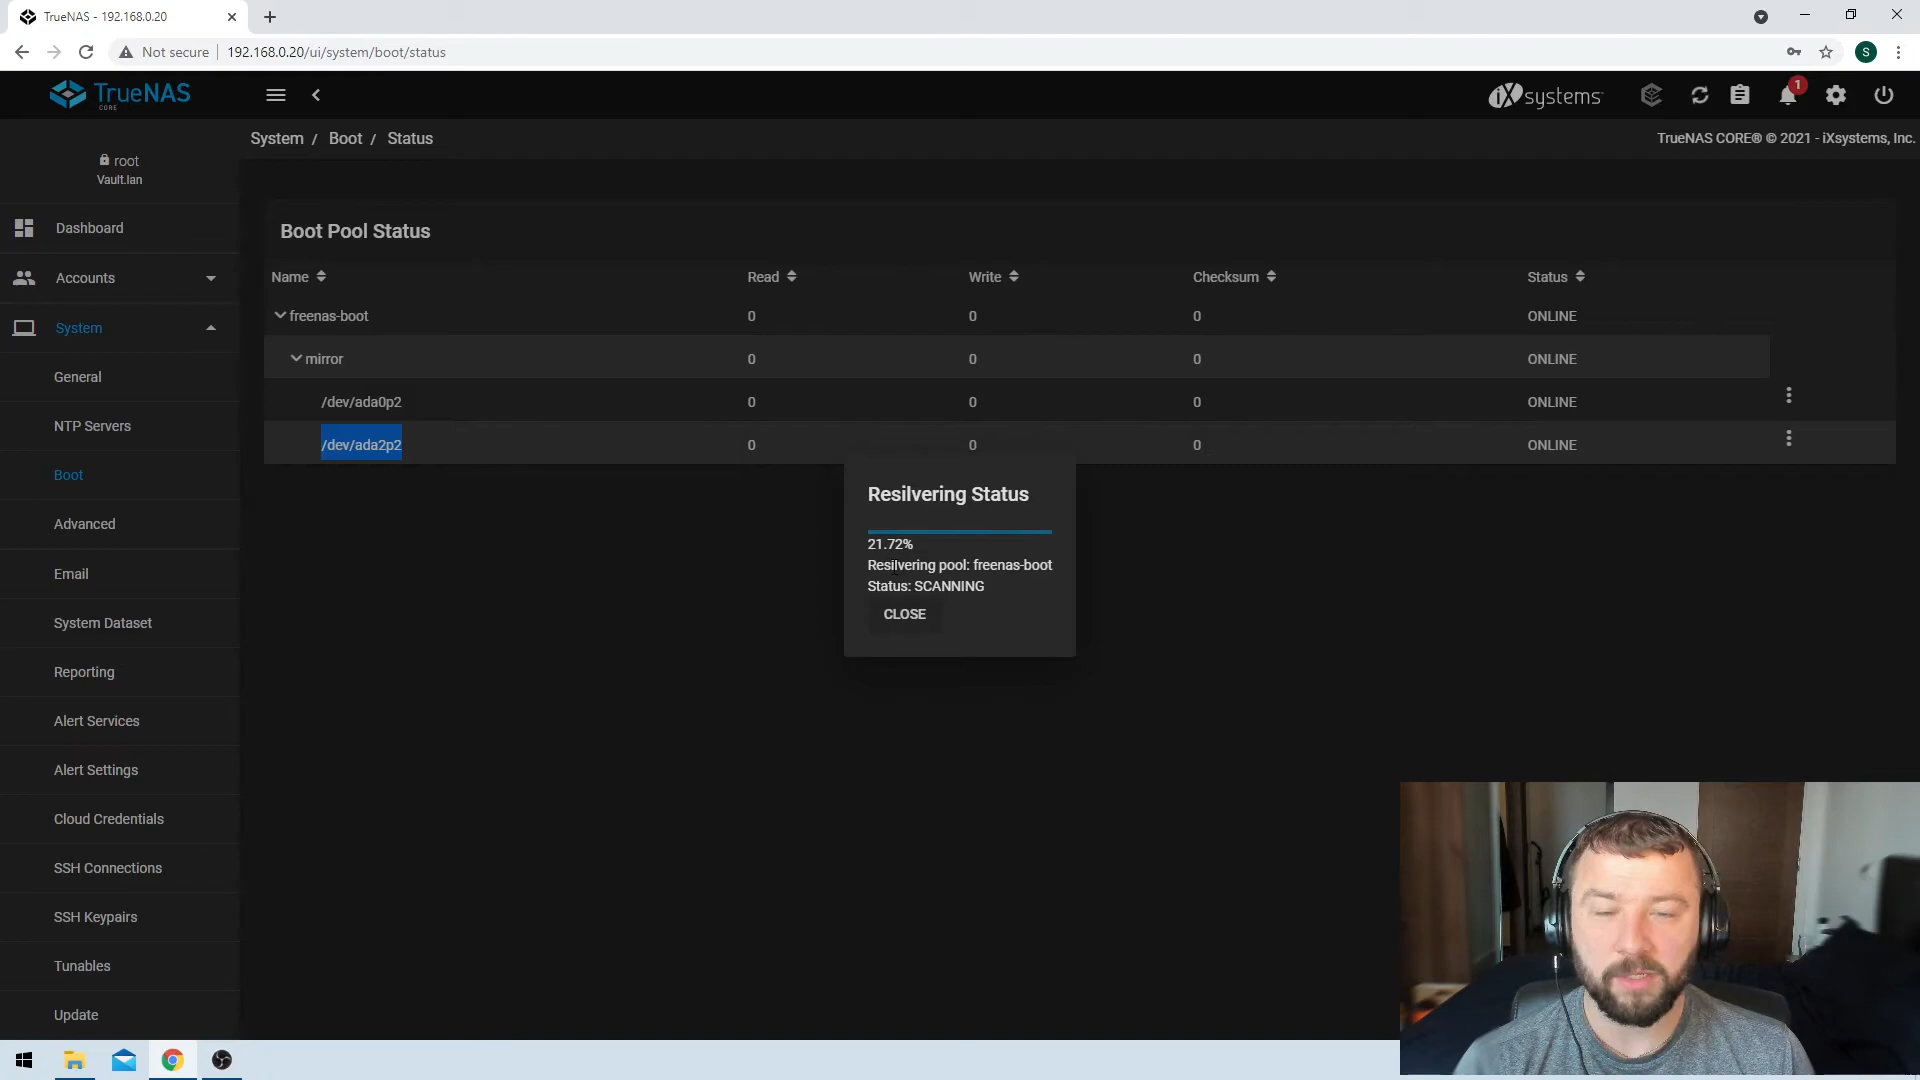 TrueNAS - 192.168.0.20
Not secure
192.168.0.20/ui/system/boot/status
S
TrueNAS
CORE
iXsystems
1
System / Boot / Status
TrueNAS CORE® © 2021 - iXsystems, Inc.
root
Vault.lan
Dashboard
Accounts
System
General
NTP Servers
Boot
Advanced
Email
System Dataset
Reporting
Alert Services
Alert Settings
Cloud Credentials
SSH Connections
SSH Keypairs
Tunables
Update
Boot Pool Status
Name Read Write Checksum Status
freenas-boot 0 0 0 ONLINE
mirror 0 0 0 ONLINE
/dev/ada0p2 0 0 0 ONLINE
/dev/ada2p2 0 0 0 ONLINE
Resilvering Status
21.72%
Resilvering pool: freenas-boot
Status: SCANNING
CLOSE